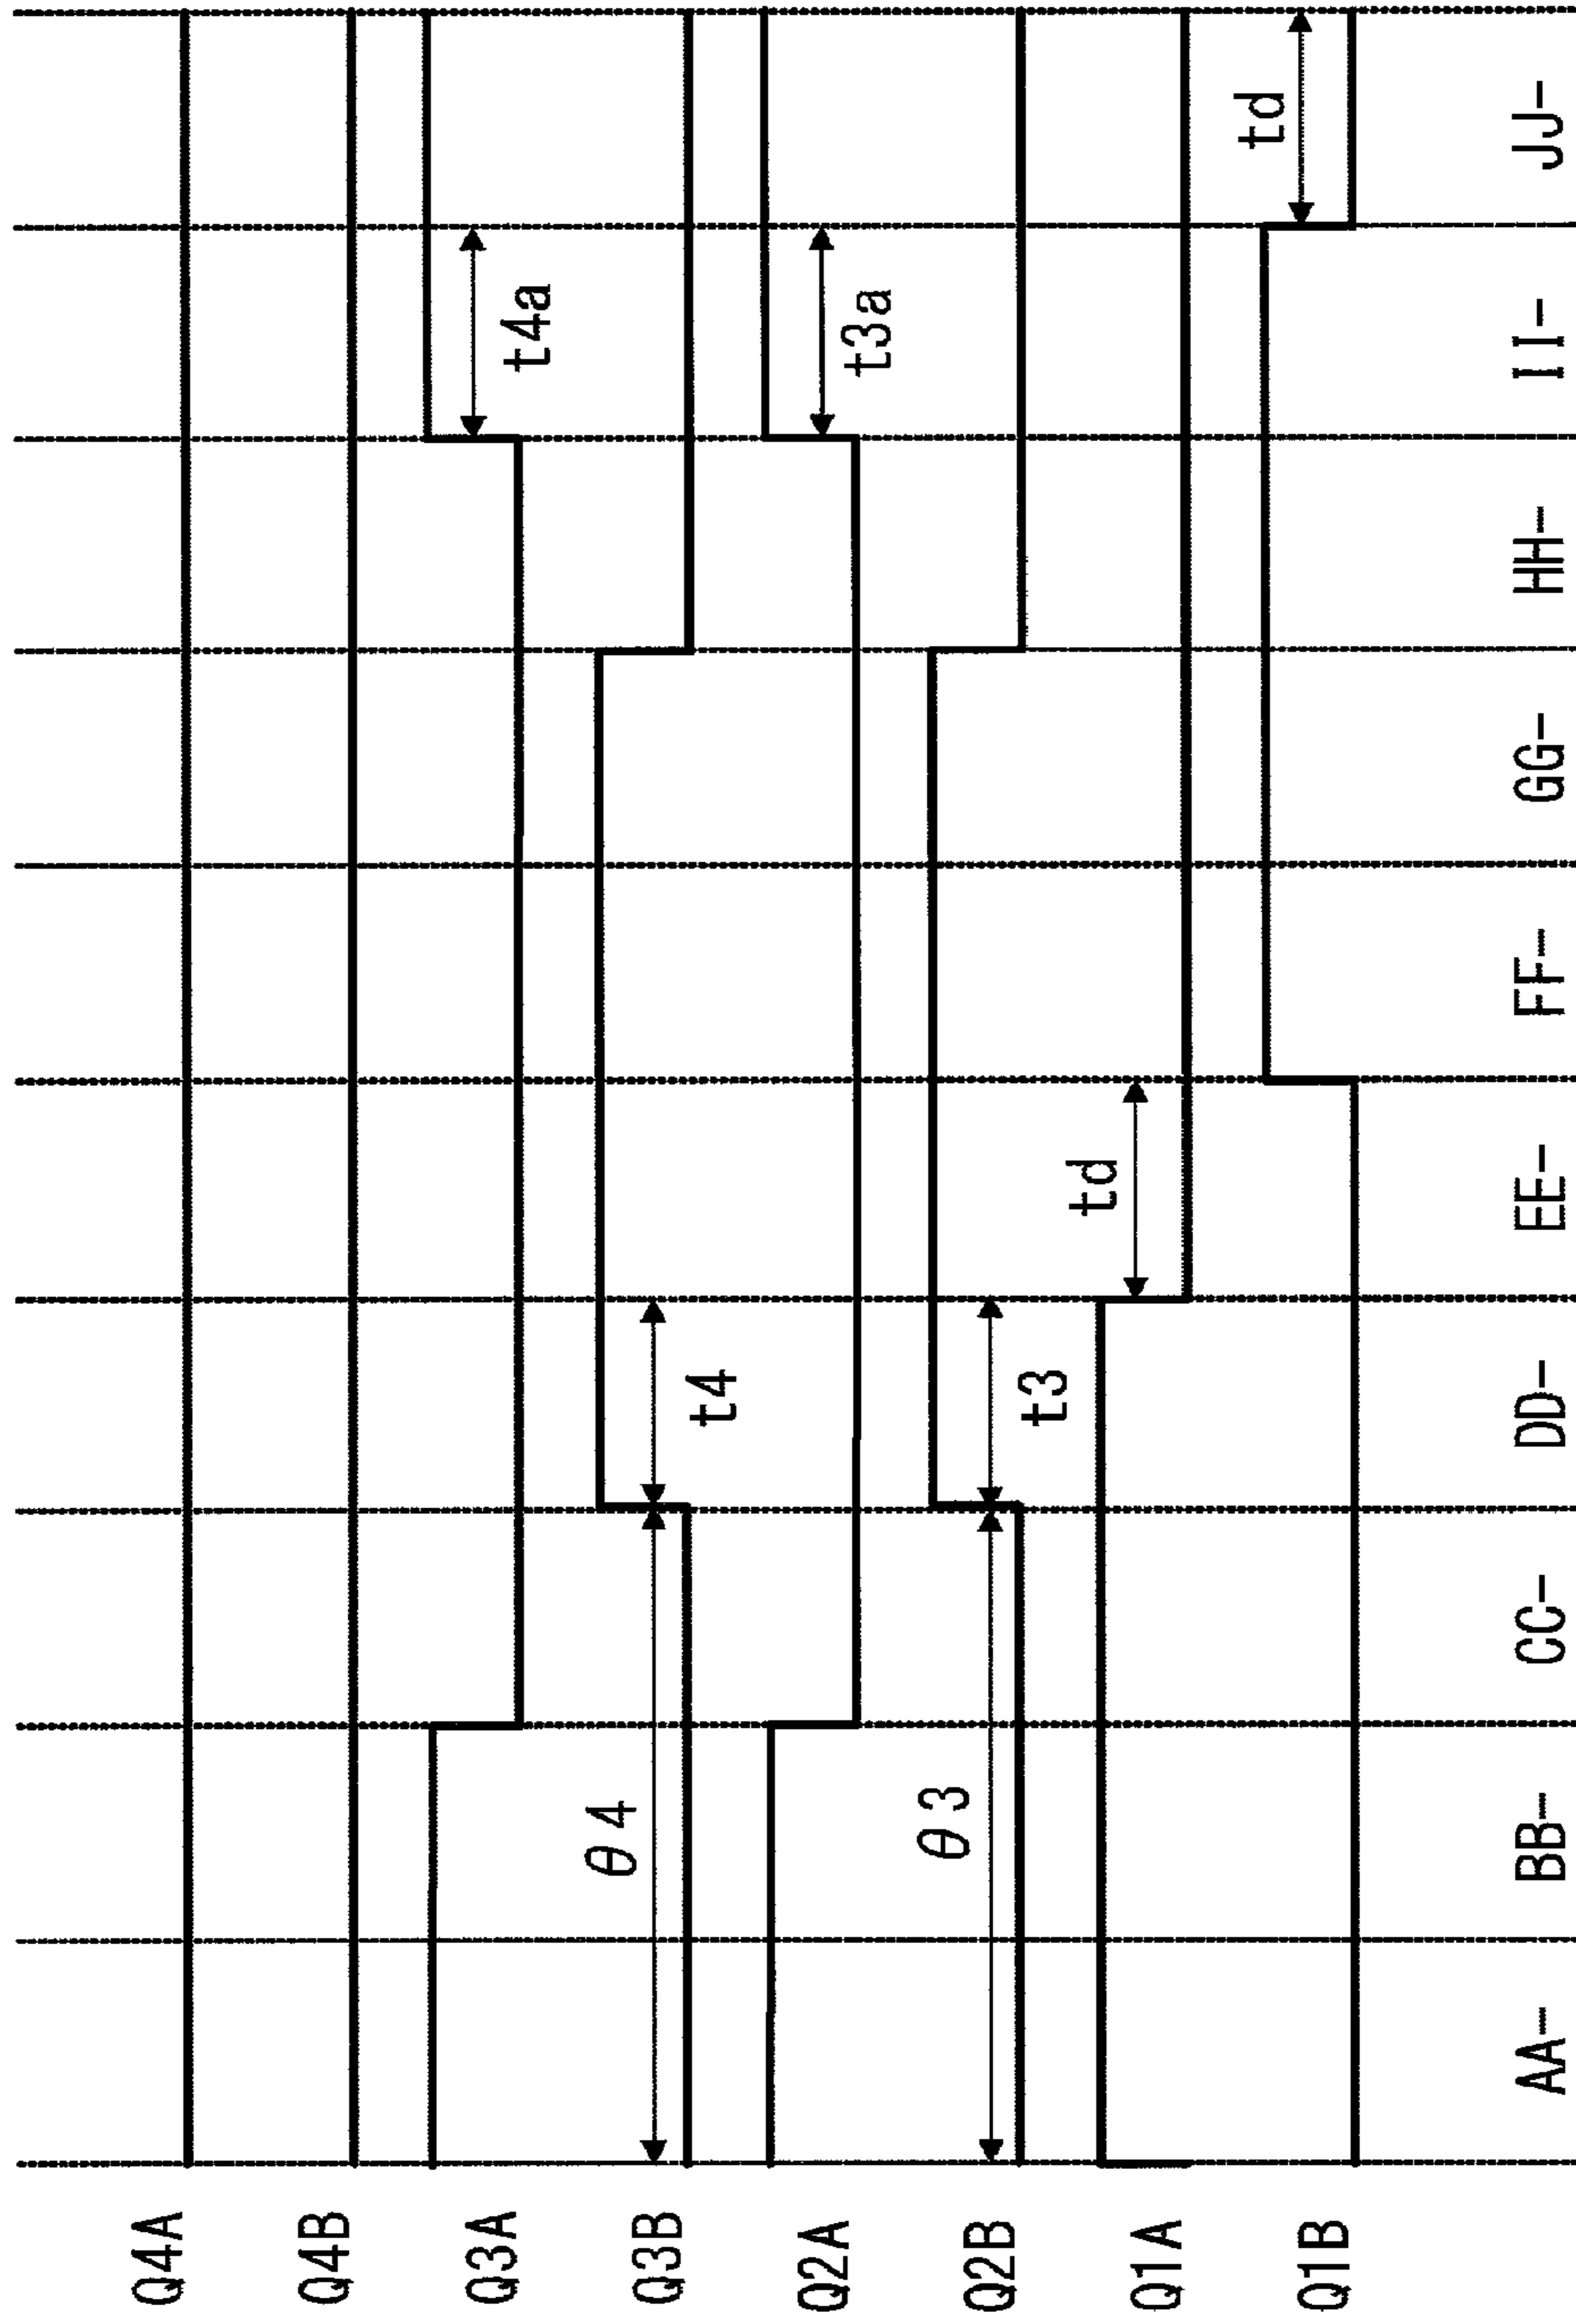 Q4A
Q4B
Q3A
t4a
Q3B
θ4
t4
Q2A
t3a
Q2B
θ3
t3
Q1A
td
Q1B
td
AA-
BB-
CC-
DD-
EE-
FF-
GG-
HH-
II-
JJ-